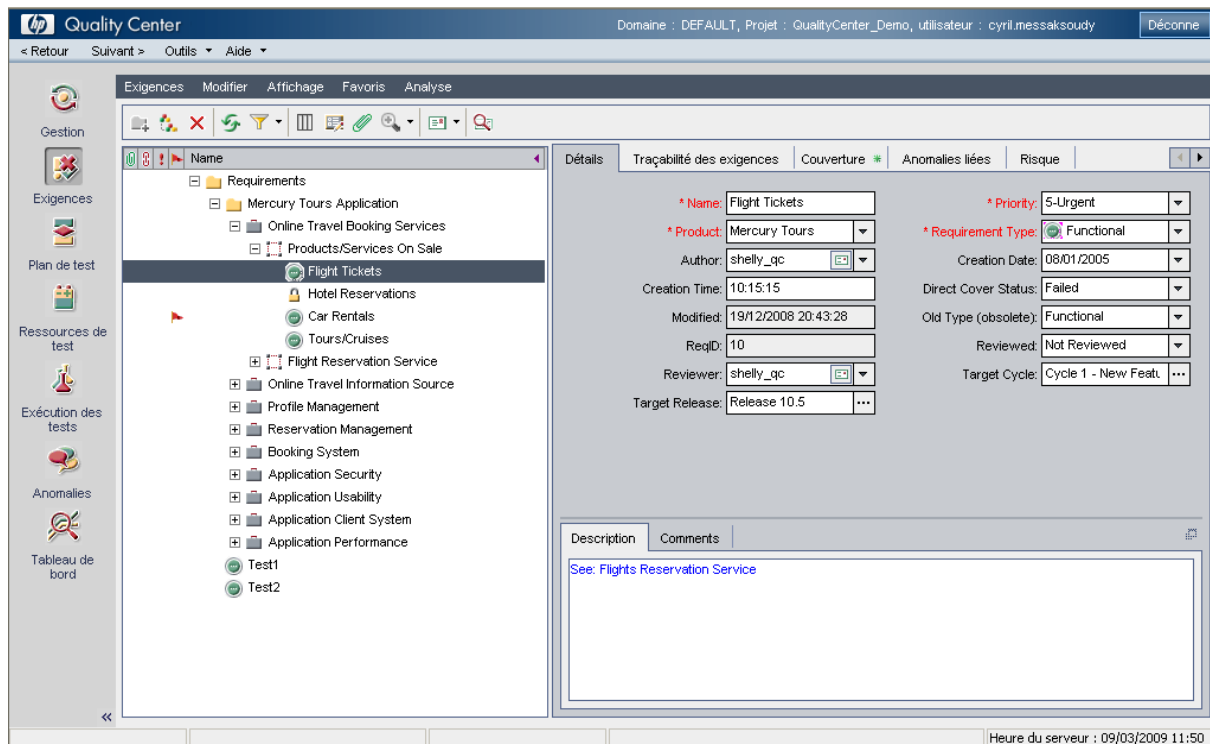 hp Quality Center
Domaine : DEFAULT, Projet : QualityCenter_Demo, utilisateur : cyril.messaksoudy
Déconne
< Retour Suivant > Outils Aide
Exigences Modifier Affichage Favoris Analyse
Gestion
Exigences
Plan de test
Ressources de
test
Exécution des
tests
Anomalies
Tableau de
bord
«
Name
Requirements
Mercury Tours Application
Online Travel Booking Services
Products/Services On Sale
Flight Tickets
Hotel Reservations
Car Rentals
Tours/Cruises
Flight Reservation Service
Online Travel Information Source
Profile Management
Reservation Management
Booking System
Application Security
Application Usability
Application Client System
Application Performance
Test1
Test2
Détails Traçabilité des exigences Couverture * Anomalies liées Risque
* Name: Flight Tickets * Priority: 5-Urgent
* Product: Mercury Tours * Requirement Type: Functional
Author: shelly_qc Creation Date: 08/01/2005
Creation Time: 10:15:15 Direct Cover Status: Failed
Modified: 19/12/2008 20:43:28 Old Type (obsolete): Functional
ReqID: 10 Reviewed: Not Reviewed
Reviewer: shelly_qc Target Cycle: Cycle 1 - New Featu ...
Target Release: Release 10.5 ...
Description Comments
See: Flights Reservation Service
Heure du serveur : 09/03/2009 11:50